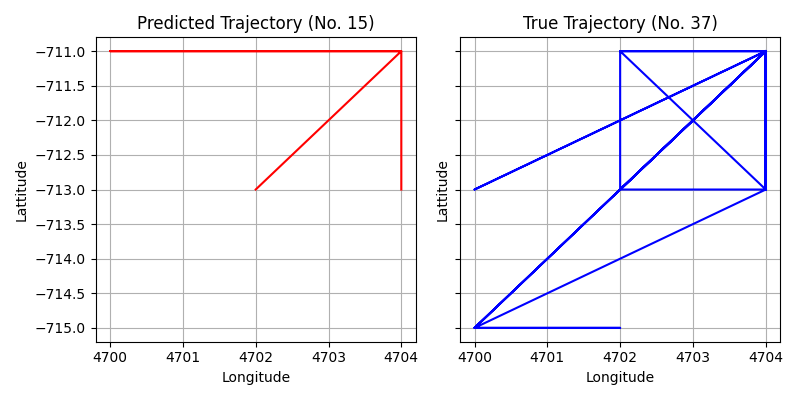 Predicted Trajectory (No. 15)
−711.0
−711.5
−712.0
−712.5
−713.0
−713.5
−714.0
−714.5
−715.0
Lattitude
4700 4701 4702 4703 4704
Longitude
True Trajectory (No. 37)
Lattitude
4700 4701 4702 4703 4704
Longitude